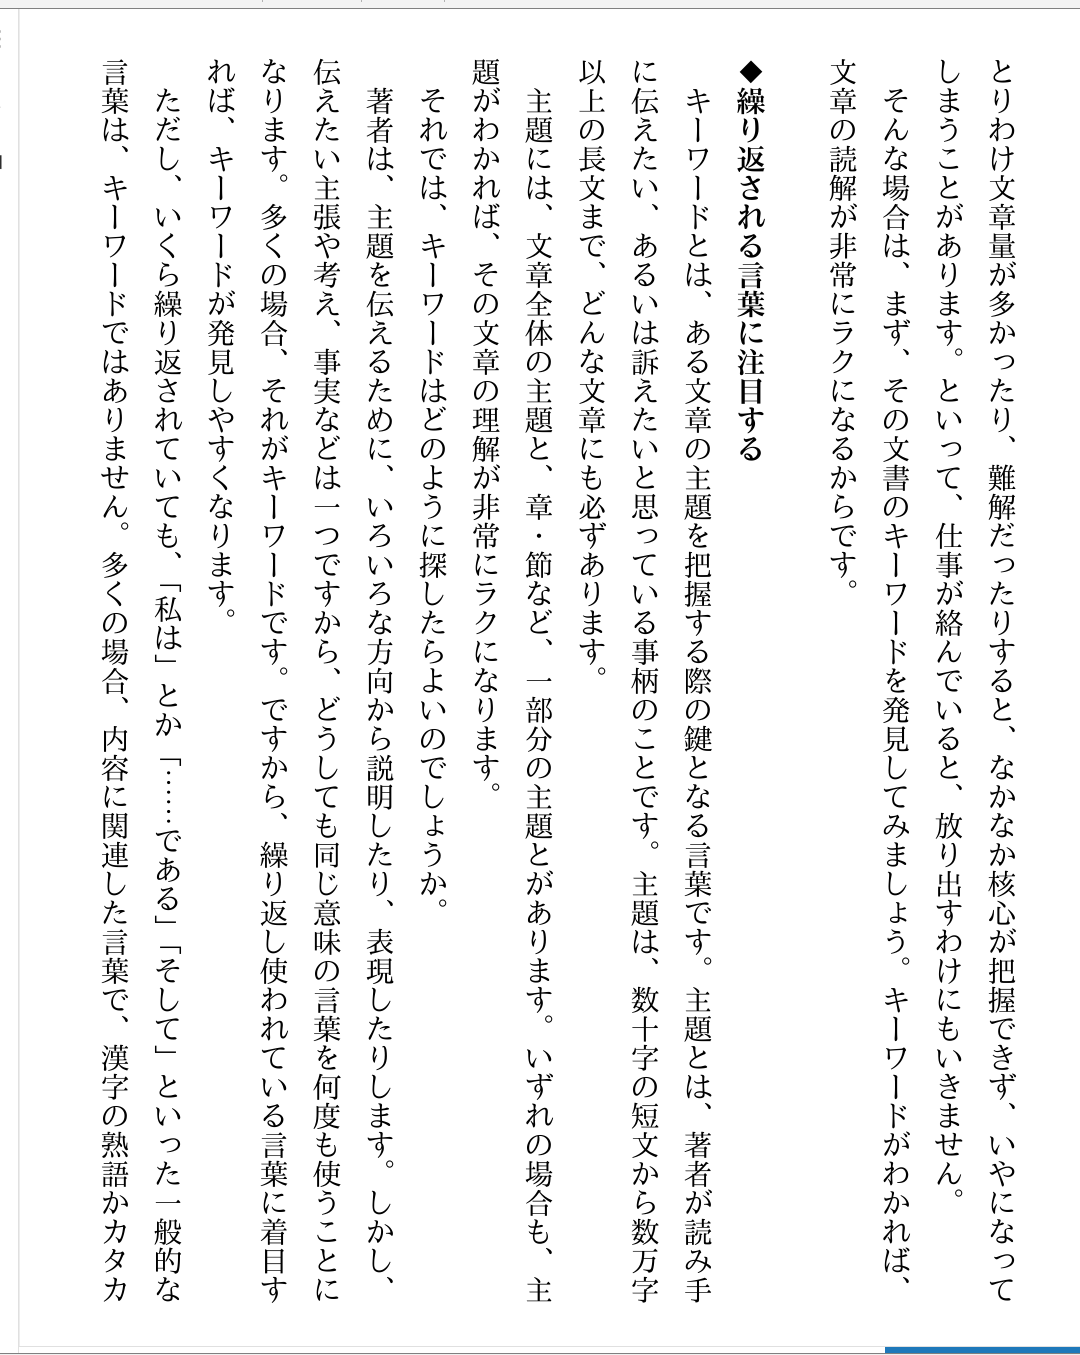 とりわけ文章量が多かったり、難解だったりすると、なかなか核心が把握できず、いやになって
しまうことがあります。といって、仕事が絡んでいると、放り出すわけにもいきません。
そんな場合は、まず、その文書のキーワードを発見してみましょう。キーワードがわかれば、
文章の読解が非常にラクになるからです。
◆繰り返される言葉に注目する
キーワードとは、ある文章の主題を把握する際の鍵となる言葉です。主題とは、著者が読み手
に伝えたい、あるいは訴えたいと思っている事柄のことです。主題は、数十字の短文から数万字
以上の長文まで、どんな文章にも必ずあります。
主題には、文章全体の主題と、章・節など、一部分の主題とがあります。いずれの場合も、主
題がわかれば、その文章の理解が非常にラクになります。
それでは、キーワードはどのように探したらよいのでしょうか。
著者は、主題を伝えるために、いろいろな方向から説明したり、表現したりします。しかし、
伝えたい主張や考え、事実などは一つですから、どうしても同じ意味の言葉を何度も使うことに
なります。多くの場合、それがキーワードです。ですから、繰り返し使われている言葉に着目す
れば、キーワードが発見しやすくなります。
ただし、いくら繰り返されていても、「私は」とか「……である」「そして」といった一般的な
言葉は、キーワードではありません。多くの場合、内容に関連した言葉で、漢字の熟語かカタカ